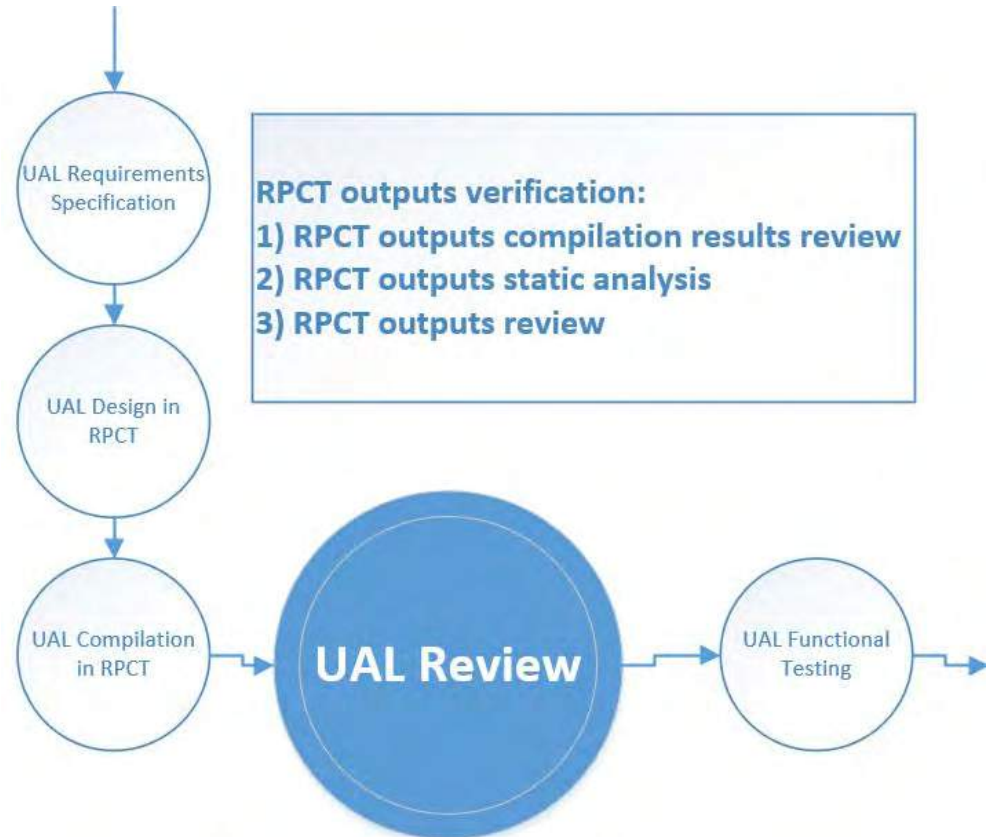 UAL Requirements
Specification
RPCT outputs verification:
1) RPCT outputs compilation results review
2) RPCT outputs static analysis
3) RPCT outputs review
UAL Design in
RPCT
UAL Compilation
in RPCT
UAL Review
UAL Functional
Testing